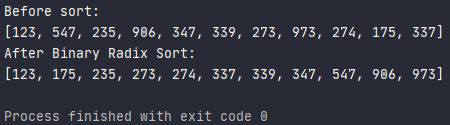 Before sort:
[123, 547, 235, 906, 347, 339, 273, 973, 274, 175, 337]
After Binary Radix Sort:
[123, 175, 235, 273, 274, 337, 339, 347, 547, 906, 973]
Process finished with exit code 0